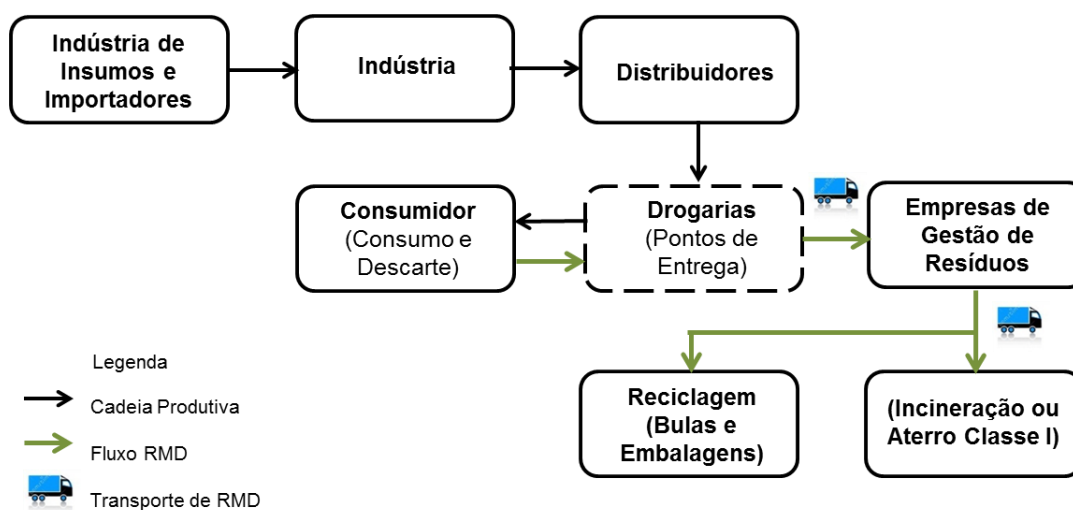 Indústria de
Insumos e
Importadores
Indústria
Distribuidores
Consumidor
(Consumo e
Descarte)
Drogarias
(Pontos de
Entrega)
Empresas de
Gestão de
Resíduos
Reciclagem
(Bulas e
Embalagens)
(Incineração ou
Aterro Classe I)
Legenda
Cadeia Produtiva
Fluxo RMD
Transporte de RMD